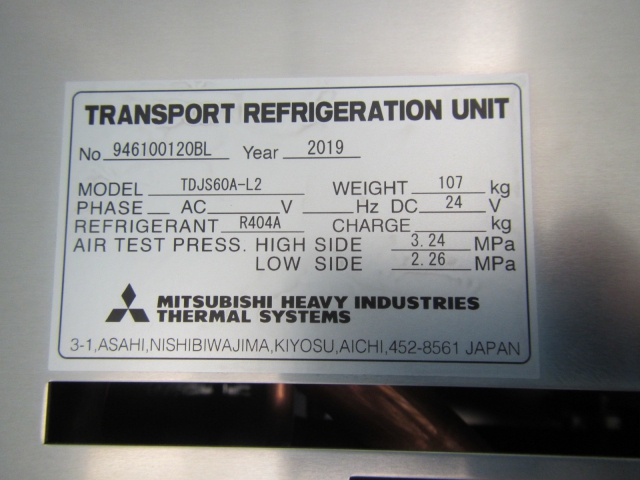 TRANSPORT REFRIGERATION UNIT
No 946100120BL Year 2019
MODEL TDJS60A-L2 WEIGHT 107 kg
PHASE AC V Hz DC 24 V
REFRIGERANT R404A CHARGE kg
AIR TEST PRESS. HIGH SIDE 3.24 MPa
LOW SIDE 2.26 MPa
MITSUBISHI HEAVY INDUSTRIES
THERMAL SYSTEMS
3-1,ASAHI,NISHIBIWAJIMA,KIYOSU,AICHI,452-8561 JAPAN